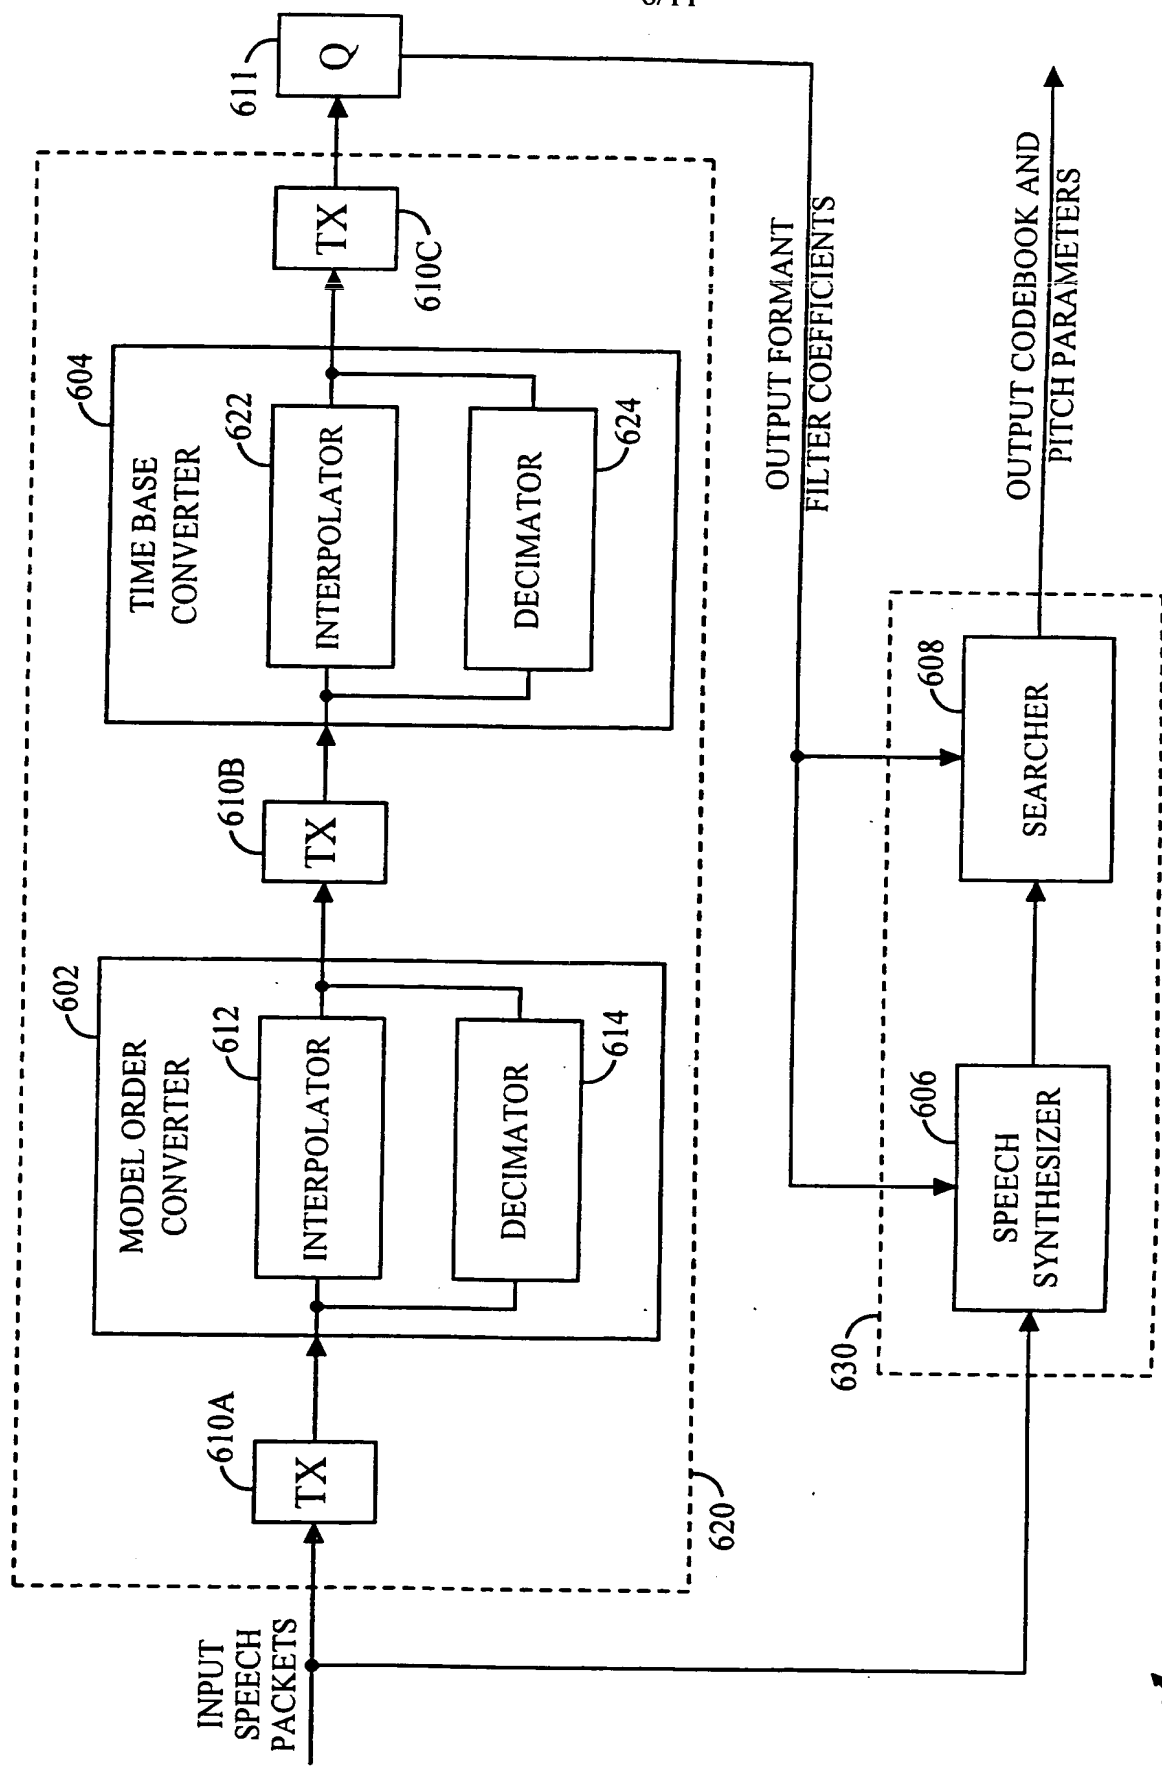 INPUT
SPEECH
PACKETS
610A
TX
620
602
MODEL ORDER
CONVERTER
612
INTERPOLATOR
DECIMATOR
614
610B
TX
604
TIME BASE
CONVERTER
622
INTERPOLATOR
DECIMATOR
624
TX
610C
611
Q
OUTPUT FORMANT
FILTER COEFFICIENTS
630
606
SPEECH
SYNTHESIZER
608
SEARCHER
OUTPUT CODEBOOK AND
PITCH PARAMETERS